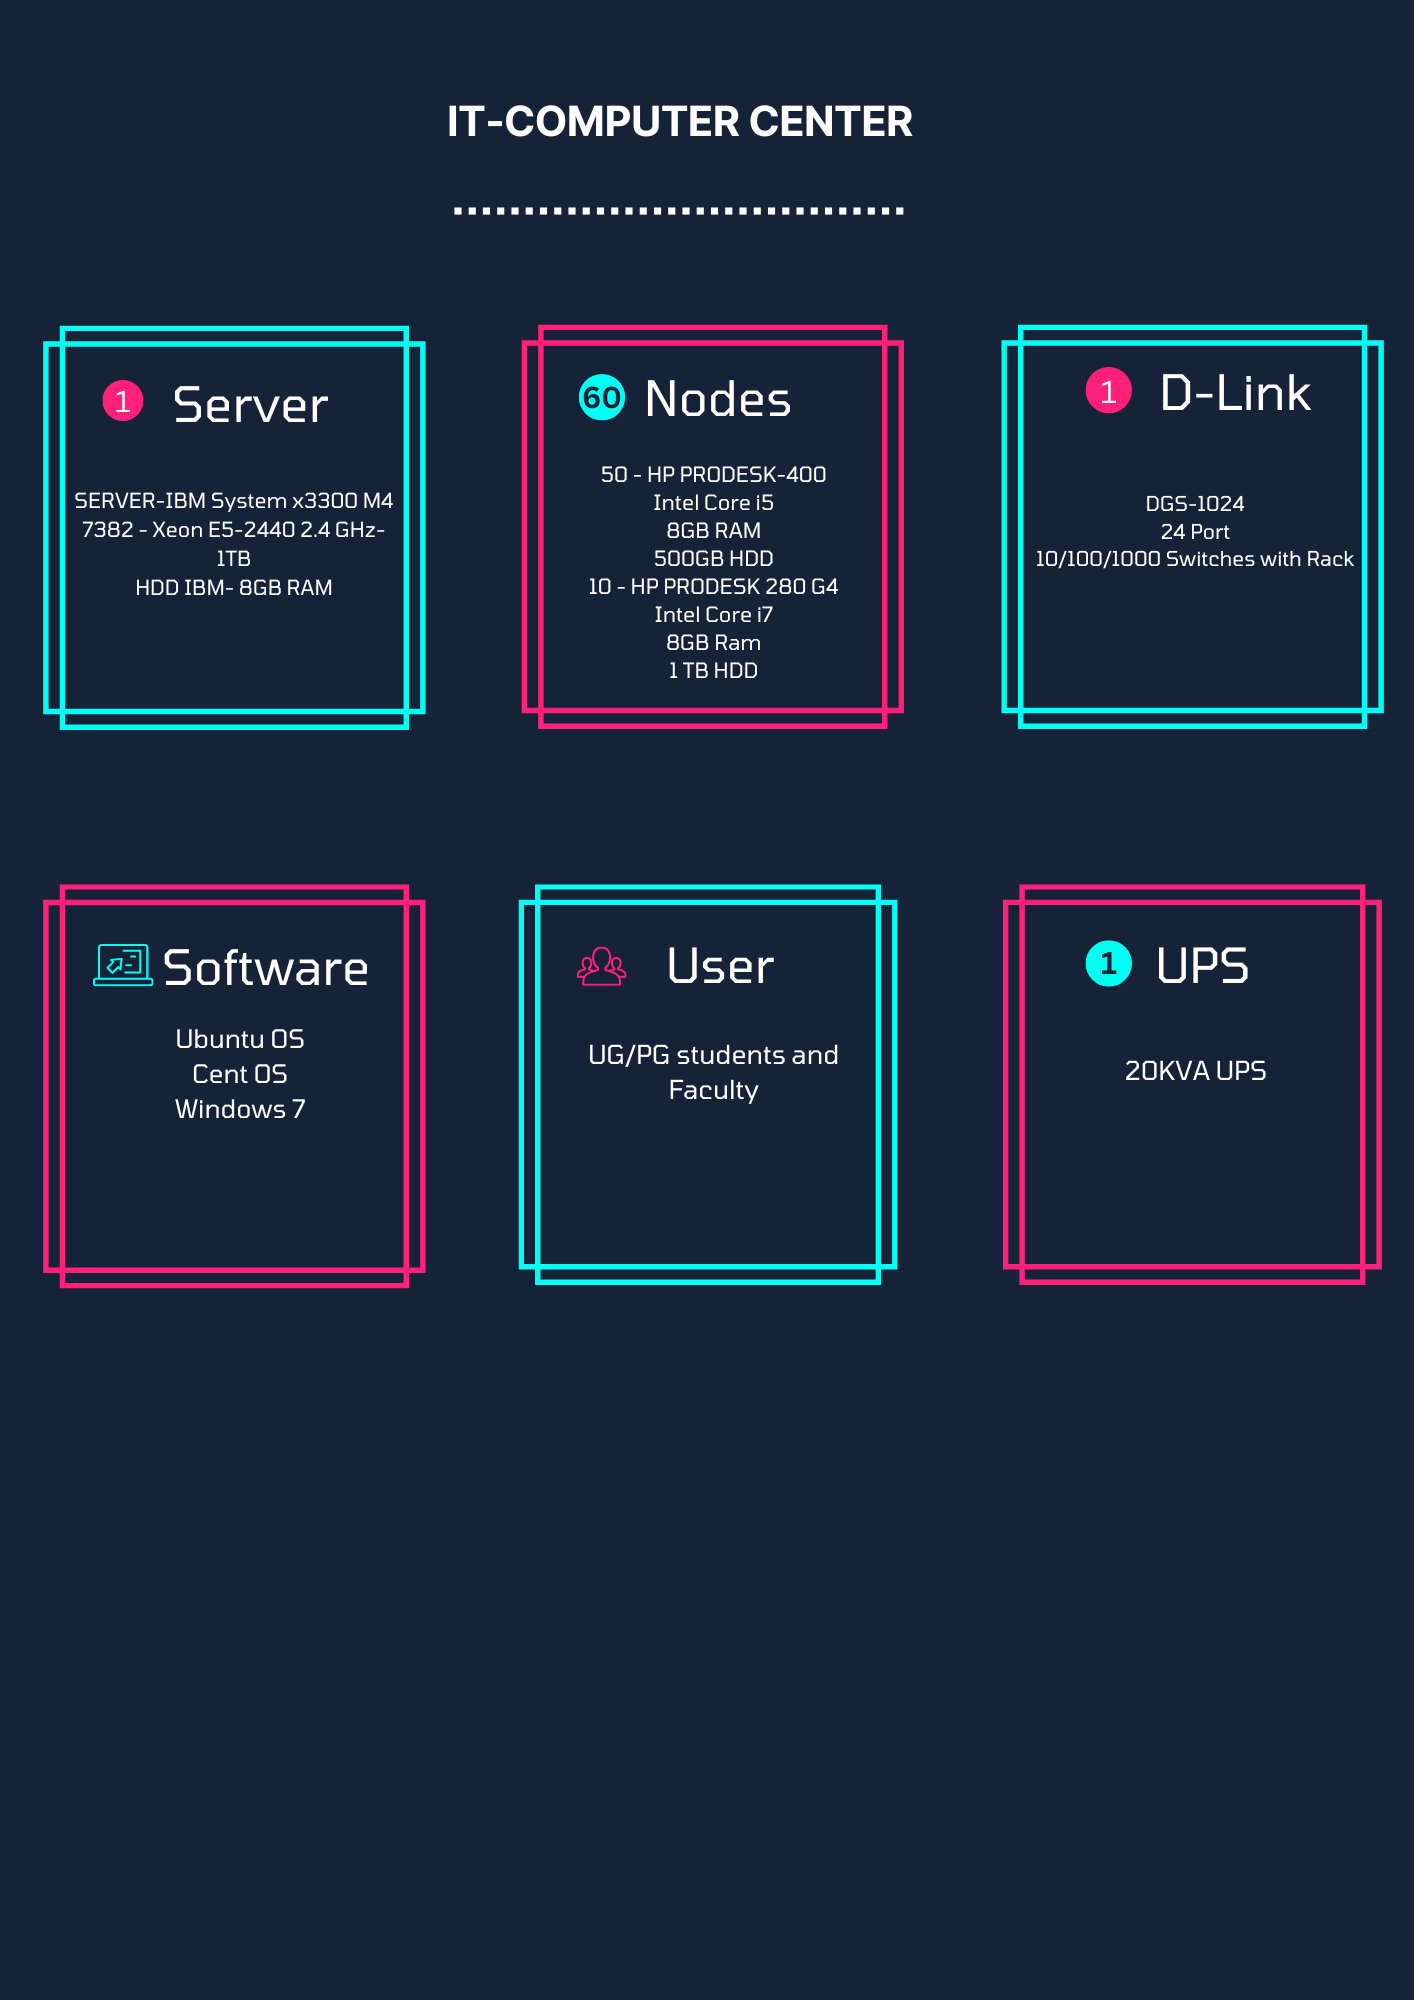 IT-COMPUTER CENTER
1 Server
SERVER-IBM System x3300 M4
7382 - Xeon E5-2440 2.4 GHz-
1TB
HDD IBM- 8GB RAM
60 Nodes
50 - HP PRODESK-400
Intel Core i5
8GB RAM
500GB HDD
10 - HP PRODESK 280 G4
Intel Core i7
8GB Ram
1 TB HDD
1 D-Link
DGS-1024
24 Port
10/100/1000 Switches with Rack
Software
Ubuntu OS
Cent OS
Windows 7
User
UG/PG students and
Faculty
1 UPS
20KVA UPS